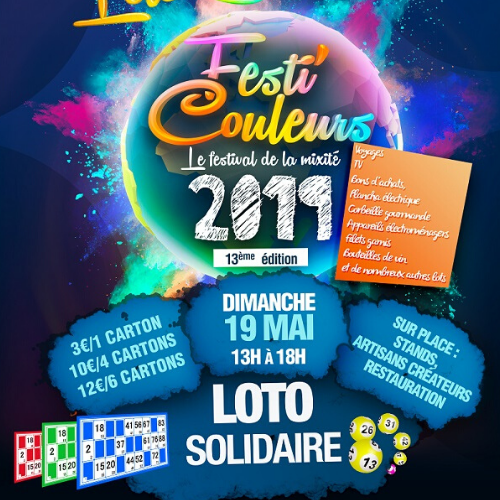 Festi'
Couleurs
Le festival de la mixité
2019
13ème édition
Voyages
TV
Bons d'achats,
Plancha électrique
Corbeille gourmande
Appareils électroménagers
Filets garnis
Bouteilles de vin
et de nombreux autres lots
3€/1 CARTON
10€/4 CARTONS
12€/6 CARTONS
DIMANCHE
19 MAI
13H À 18H
SUR PLACE :
STANDS,
ARTISANS CRÉATEURS
RESTAURATION
LOTO
SOLIDAIRE